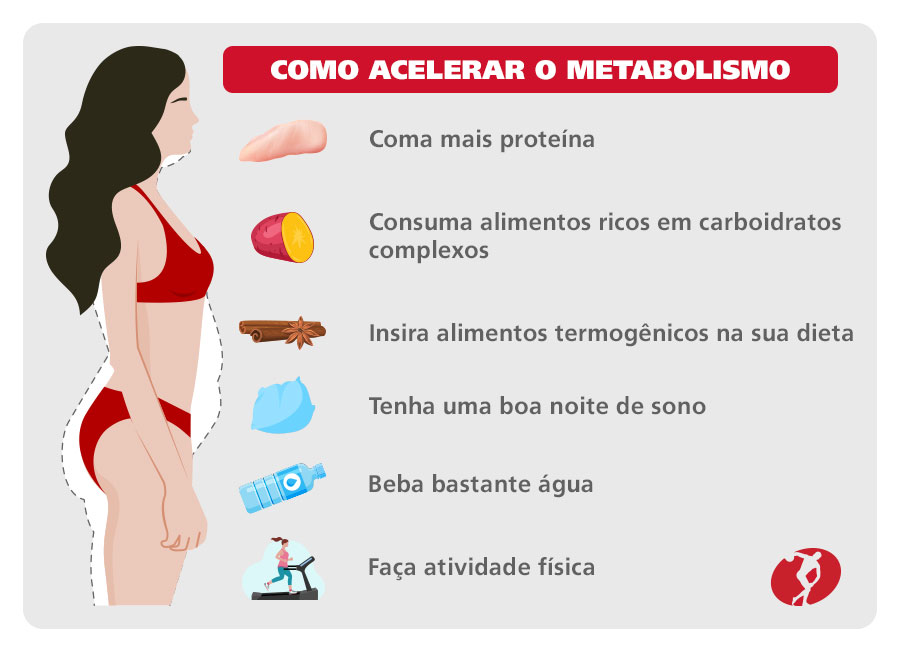 COMO ACELERAR O METABOLISMO
Coma mais proteína
Consuma alimentos ricos em carboidratos
complexos
Insira alimentos termogênicos na sua dieta
Tenha uma boa noite de sono
Beba bastante água
Faça atividade física